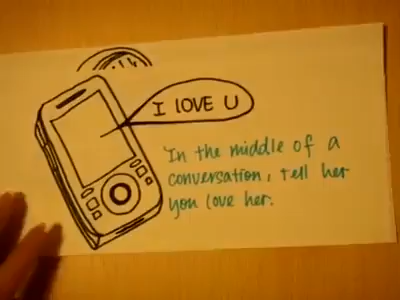 I LOVE U
In the middle of a
conversation, tell her
you love her.